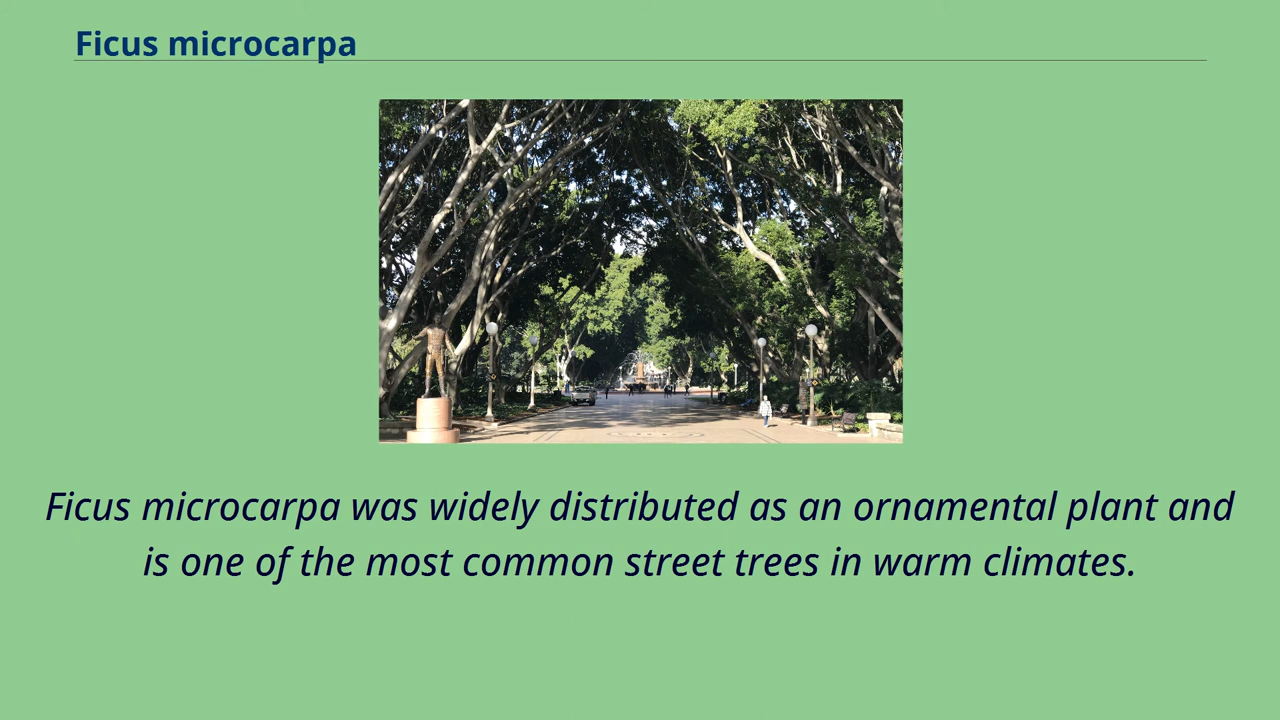 Ficus microcarpa
Ficus microcarpa was widely distributed as an ornamental plant and
is one of the most common street trees in warm climates.